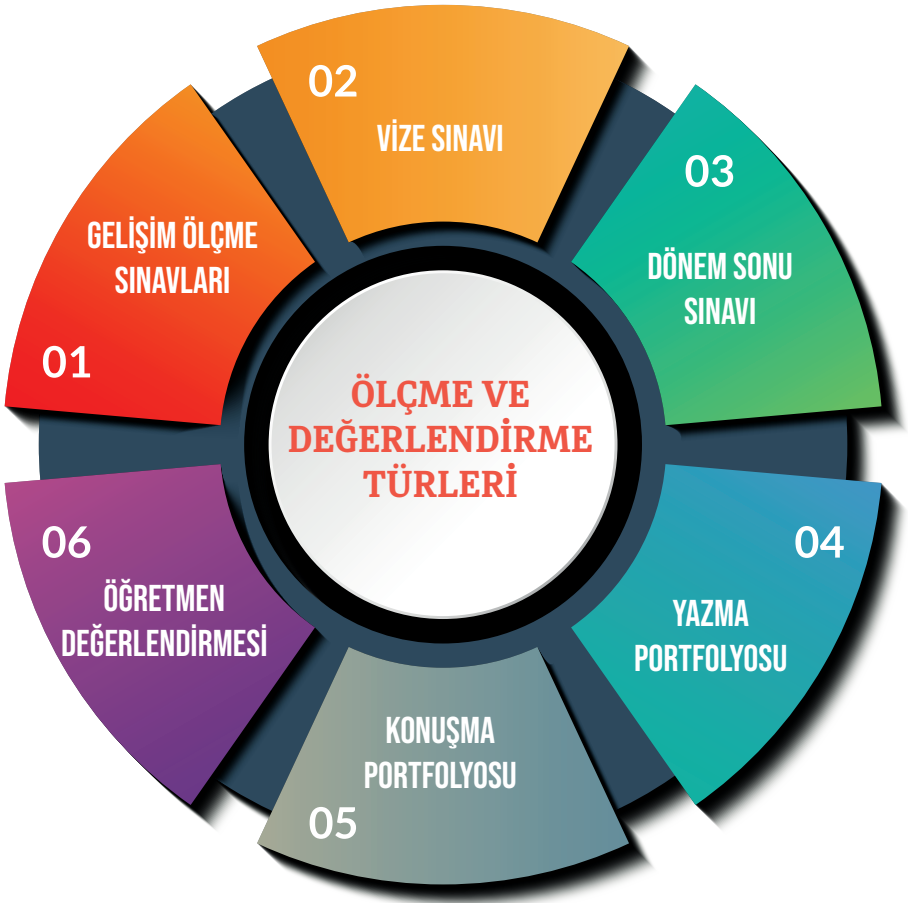 ÖLÇME VE
DEĞERLENDİRME
TÜRLERİ
01
GELİŞİM ÖLÇME
SINAVLARI
02
VİZE SINAVI
03
DÖNEM SONU
SINAVI
04
YAZMA
PORTFOLYOSU
05
KONUŞMA
PORTFOLYOSU
06
ÖĞRETMEN
DEĞERLENDİRMESİ